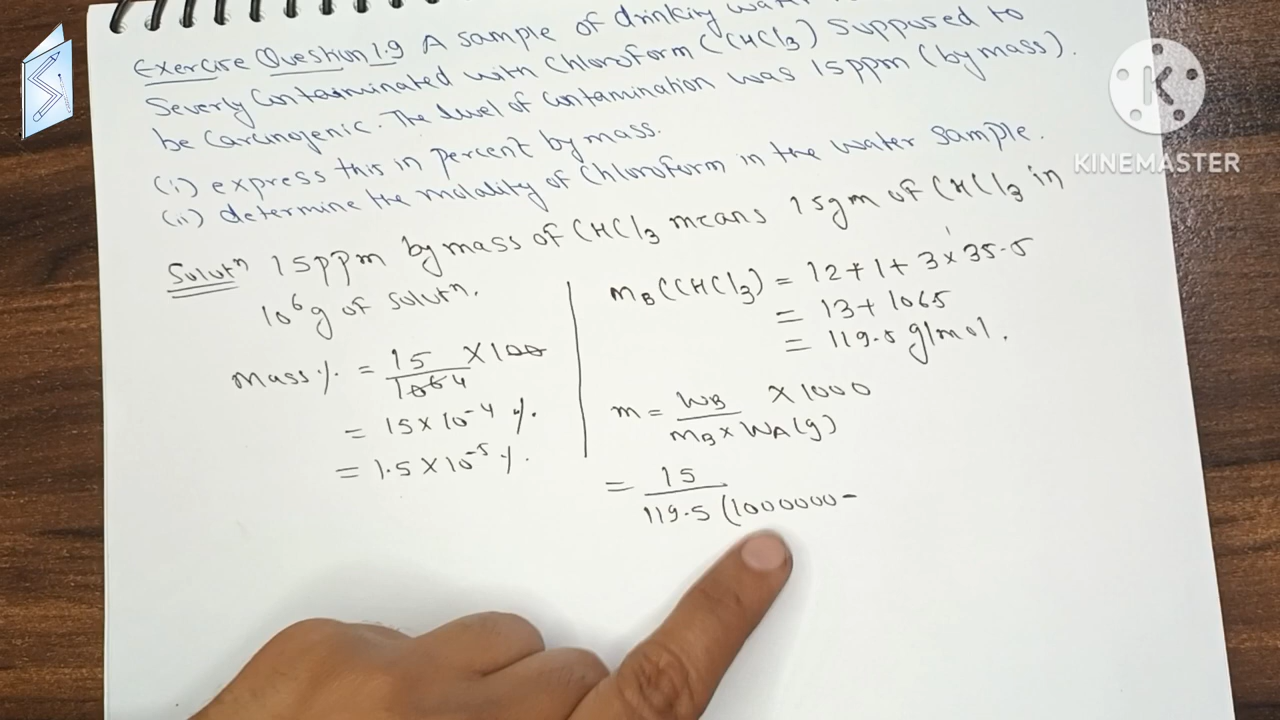 Exercise Question 1.9 A sample of drinking water
Severly Contaminated with Chloroform (CHCl3) Supposed to
be Carcinogenic. The level of contamination was 15ppm (by mass).
(i) express this in percent by mass.
(ii) determine the molality of Chloroform in the water sample.
Solutn 15ppm by mass of CHCl3 means 15gm of CHCl3 in
10^6 g of solutn.
mass % = 15/10^6 4 × 100
= 15 × 10^-4 %.
= 1.5 × 10^-5 %.
MB (CHCl3) = 12 + 1 + 3 × 35.5
= 13 + 106.5
= 119.5 g/mol.
m = WB / MB × WA(g) × 1000
= 15 / 119.5 (1000000 -
K
KINEMASTER